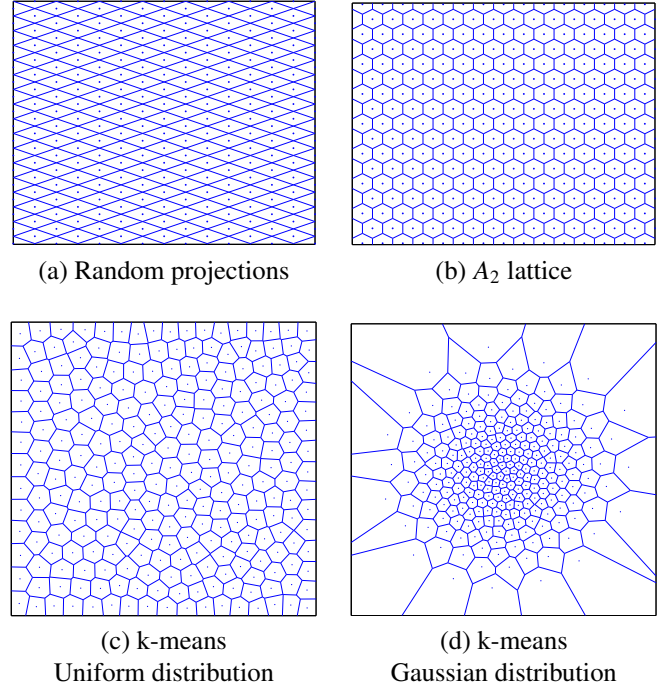 (a) Random projections
(b) A₂ lattice
(c) k-means
Uniform distribution
(d) k-means
Gaussian distribution